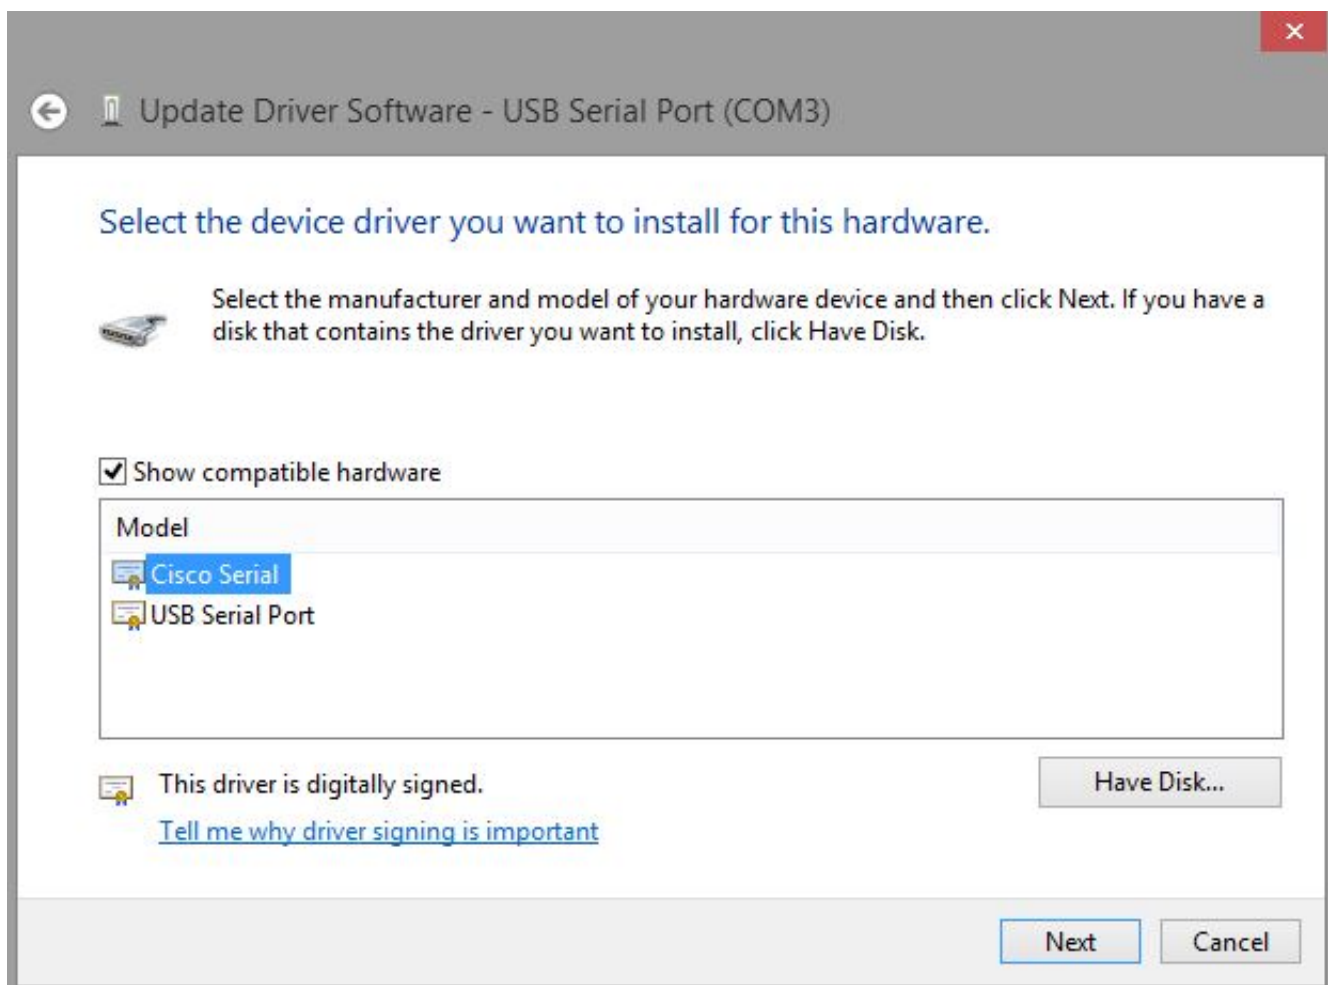 Update Driver Software - USB Serial Port (COM3)
Select the device driver you want to install for this hardware.
Select the manufacturer and model of your hardware device and then click Next. If you have a
disk that contains the driver you want to install, click Have Disk.
Show compatible hardware
Model
Cisco Serial
USB Serial Port
This driver is digitally signed.
Have Disk...
Tell me why driver signing is important
Next
Cancel